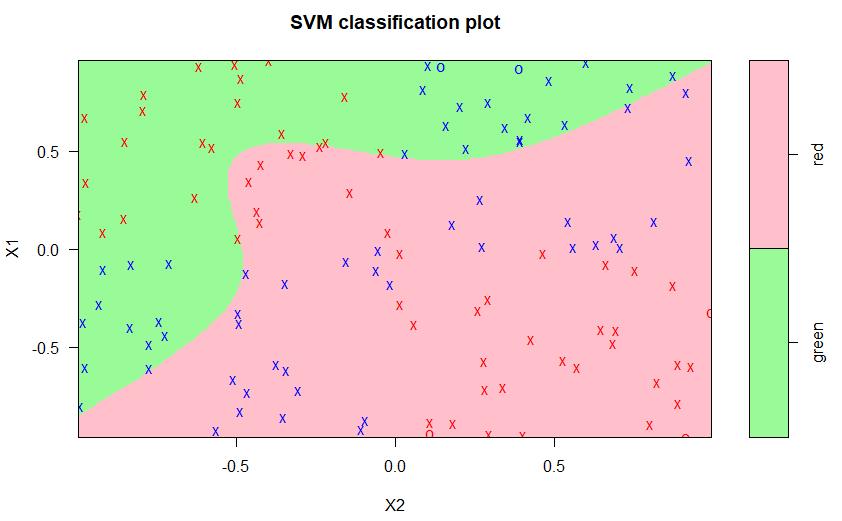 SVM classification plot
X1
0.5
0.0
-0.5
-0.5
0.0
0.5
X2
red
green